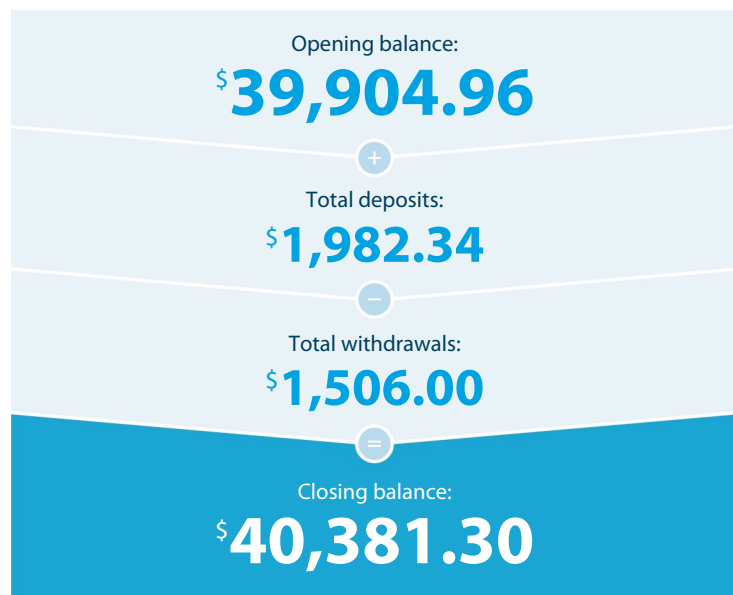 Opening balance:
$39,904.96
+
Total deposits:
$1,982.34
−
Total withdrawals:
$1,506.00
=
Closing balance:
$40,381.30